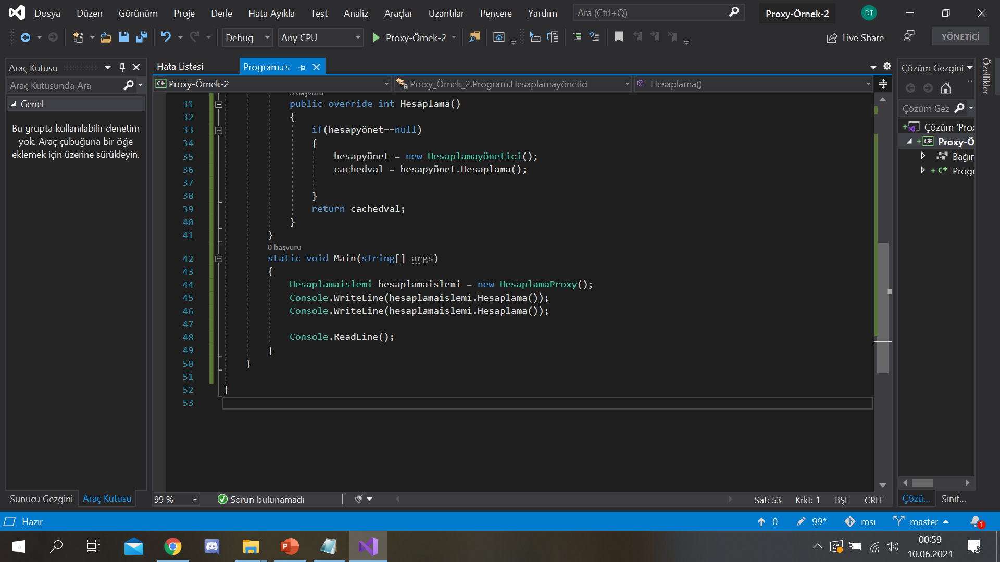 Dosya Düzen Görünüm Proje Derle Hata Ayıkla Test Analiz Araçlar Uzantılar Pencere Yardım Ara (Ctrl+Q) Proxy-Örnek-2 DT
Debug Any CPU Proxy-Örnek-2 Live Share YÖNETİCİ
Araç Kutusu
Araç Kutusunda Ara
Genel
Bu grupta kullanılabilir denetim
yok. Araç çubuğuna bir öğe
eklemek için üzerine sürükleyin.
Sunucu Gezgini Araç Kutusu
Hata Listesi Program.cs
C# Proxy-Örnek-2 Proxy_Örnek_2.Program.Hesaplamayönetici Hesaplama()
31 public override int Hesaplama()
32 {
33 if(hesapyönet==null)
34 {
35 hesapyönet = new Hesaplamayönetici();
36 cachedval = hesapyönet.Hesaplama();
37
38 }
39 return cachedval;
40 }
41 }
0 başvuru
42 static void Main(string[] args)
43 {
44 Hesaplamaislemi hesaplamaislemi = new HesaplamaProxy();
45 Console.WriteLine(hesaplamaislemi.Hesaplama());
46 Console.WriteLine(hesaplamaislemi.Hesaplama());
47
48 Console.ReadLine();
49 }
50 }
51
52 }
53
99 % Sorun bulunamadı Sat: 53 Krkt: 1 BŞL CRLF
Çözüm Gezgini
Çözüm Gez
Çözüm 'Prox
C# Proxy-Ö
Bağın
C# Progr
Çözü... Sınıf...
Özellikler
Hazır 0 99* msi master 1
P
00:59
10.06.2021